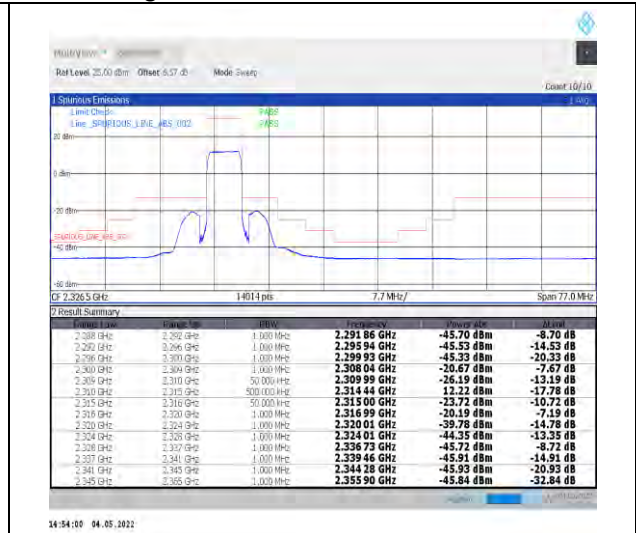 MultiView
Ref Level 25.00 dBm Offset 6.57 dB Mode Sweep
Count 10/10
1 Spurious Emissions
1 Avg
Limit Check PASS
Line _SPURIOUS_LINE_ABS_002 PASS
20 dBm
0 dBm
-20 dBm
-40 dBm
-60 dBm
CF 2.3265 GHz 14014 pts 7.7 MHz/ Span 77.0 MHz
2 Result Summary
Range Low Range Up RBW Frequency Power Abs ΔLimit
2.288 GHz 2.292 GHz 1.000 MHz 2.291 86 GHz -45.70 dBm -8.70 dB
2.292 GHz 2.296 GHz 1.000 MHz 2.295 94 GHz -45.53 dBm -14.53 dB
2.296 GHz 2.300 GHz 1.000 MHz 2.299 93 GHz -45.33 dBm -20.33 dB
2.300 GHz 2.309 GHz 1.000 MHz 2.308 04 GHz -20.67 dBm -7.67 dB
2.309 GHz 2.310 GHz 50.000 kHz 2.309 99 GHz -26.19 dBm -13.19 dB
2.310 GHz 2.315 GHz 500.000 kHz 2.314 44 GHz 12.22 dBm -17.78 dB
2.315 GHz 2.316 GHz 50.000 kHz 2.315 00 GHz -23.72 dBm -10.72 dB
2.316 GHz 2.320 GHz 1.000 MHz 2.316 99 GHz -20.19 dBm -7.19 dB
2.320 GHz 2.324 GHz 1.000 MHz 2.320 01 GHz -39.78 dBm -14.78 dB
2.324 GHz 2.328 GHz 1.000 MHz 2.324 01 GHz -44.35 dBm -13.35 dB
2.328 GHz 2.337 GHz 1.000 MHz 2.336 73 GHz -45.72 dBm -8.72 dB
2.337 GHz 2.341 GHz 1.000 MHz 2.339 46 GHz -45.91 dBm -14.91 dB
2.341 GHz 2.345 GHz 1.000 MHz 2.344 28 GHz -45.93 dBm -20.93 dB
2.345 GHz 2.365 GHz 1.000 MHz 2.355 90 GHz -45.84 dBm -32.84 dB
14:54:00 04.05.2022